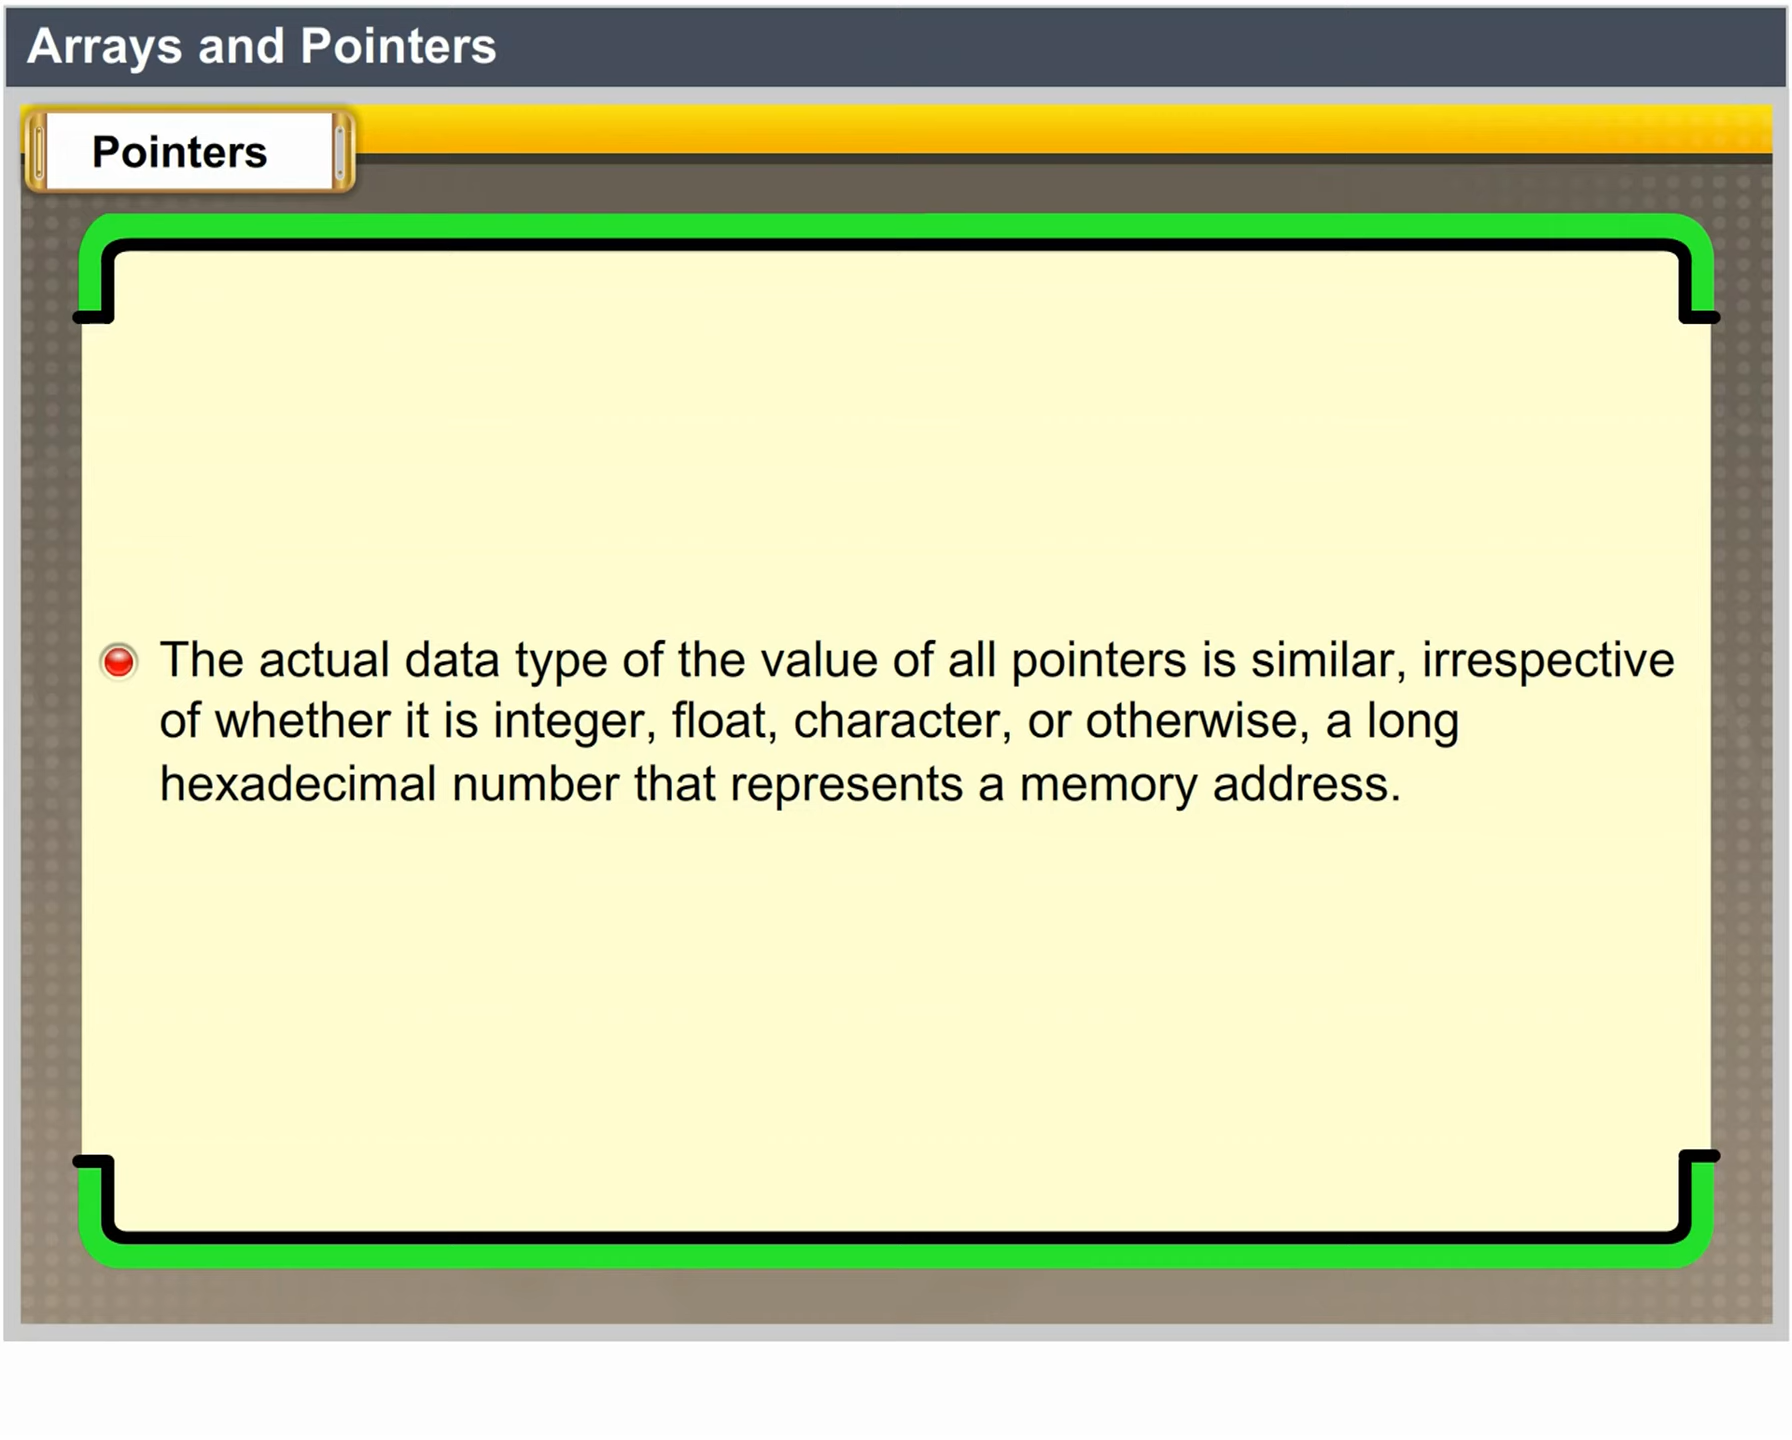 Arrays and Pointers
Pointers
The actual data type of the value of all pointers is similar, irrespective
of whether it is integer, float, character, or otherwise, a long
hexadecimal number that represents a memory address.